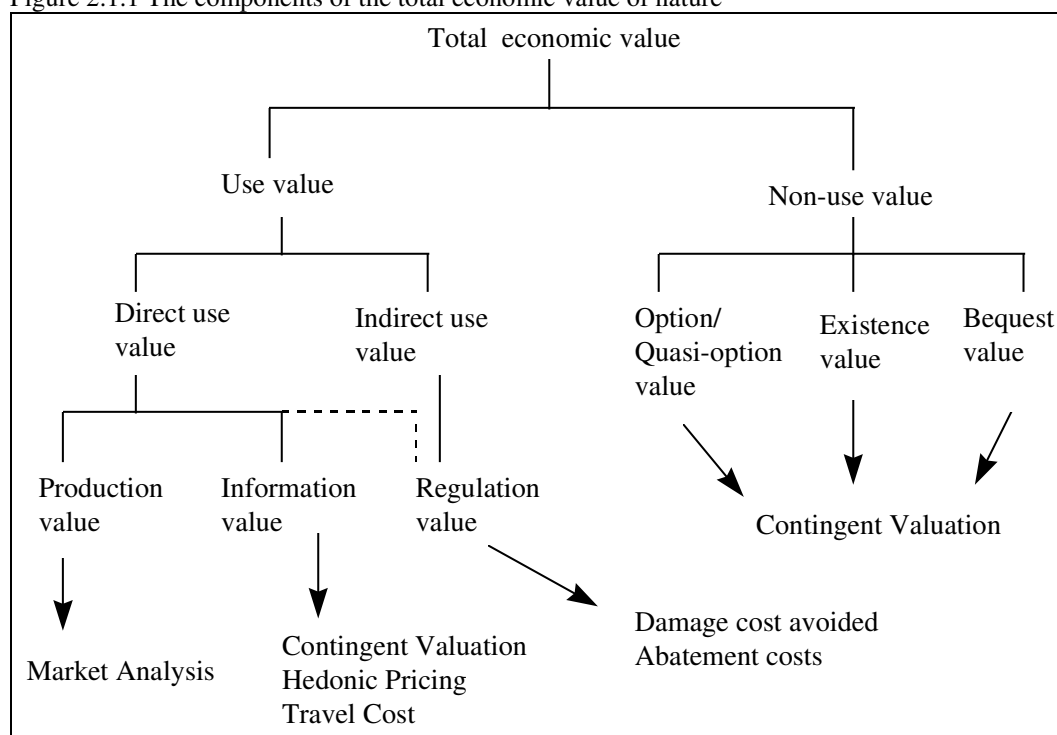 Figure 2.1.1 The components of the total economic value of nature
Total economic value
Use value
Non-use value
Direct use
value
Indirect use
value
Option/
Quasi-option
value
Existence
value
Bequest
value
Production
value
Information
value
Regulation
value
Contingent Valuation
Market Analysis
Contingent Valuation
Hedonic Pricing
Travel Cost
Damage cost avoided
Abatement costs